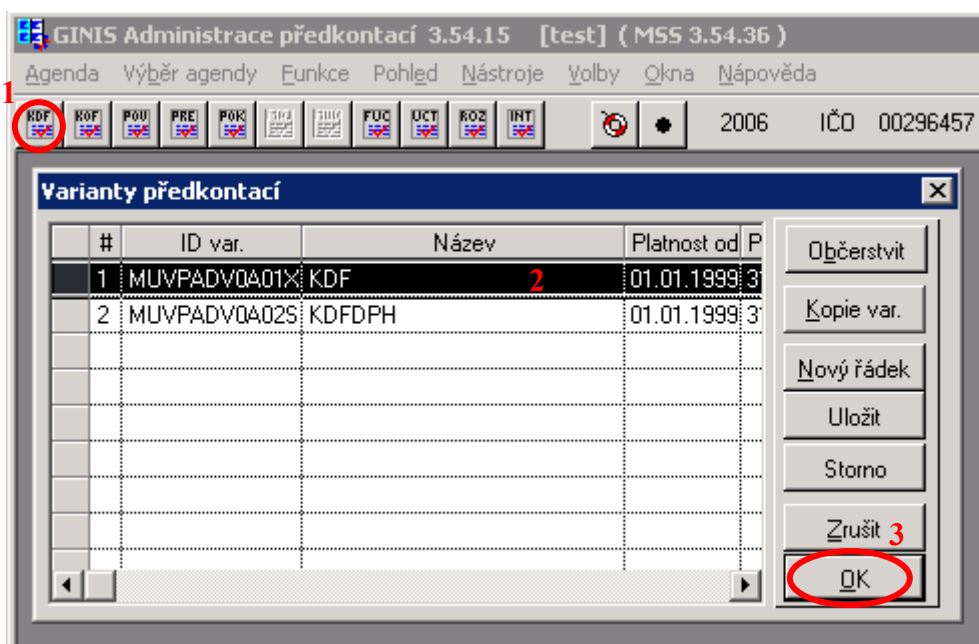 GINIS Administrace předkontací 3.54.15 [test] ( MSS 3.54.36 )
Agenda Výběr agendy Funkce Pohled Nástroje Volby Okna Nápověda
1
KDF KOF POU PRE POK FUC UCT ROZ INT 2006 IČO 00296457
Varianty předkontací
# ID var. Název Platnost od P
1 MUVPADV0A01X KDF 2 01.01.1999 3
2 MUVPADV0A02S KDFDPH 01.01.1999 3
Občerstvit
Kopie var.
Nový řádek
Uložit
Storno
Zrušit 3
OK